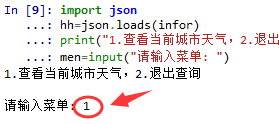 In [9]: import json
...: hh=json.loads(infor)
...: print("1.查看当前城市天气，2.退出
...: men=input("请输入菜单: ")
1.查看当前城市天气，2.退出查询
请输入菜单: 1